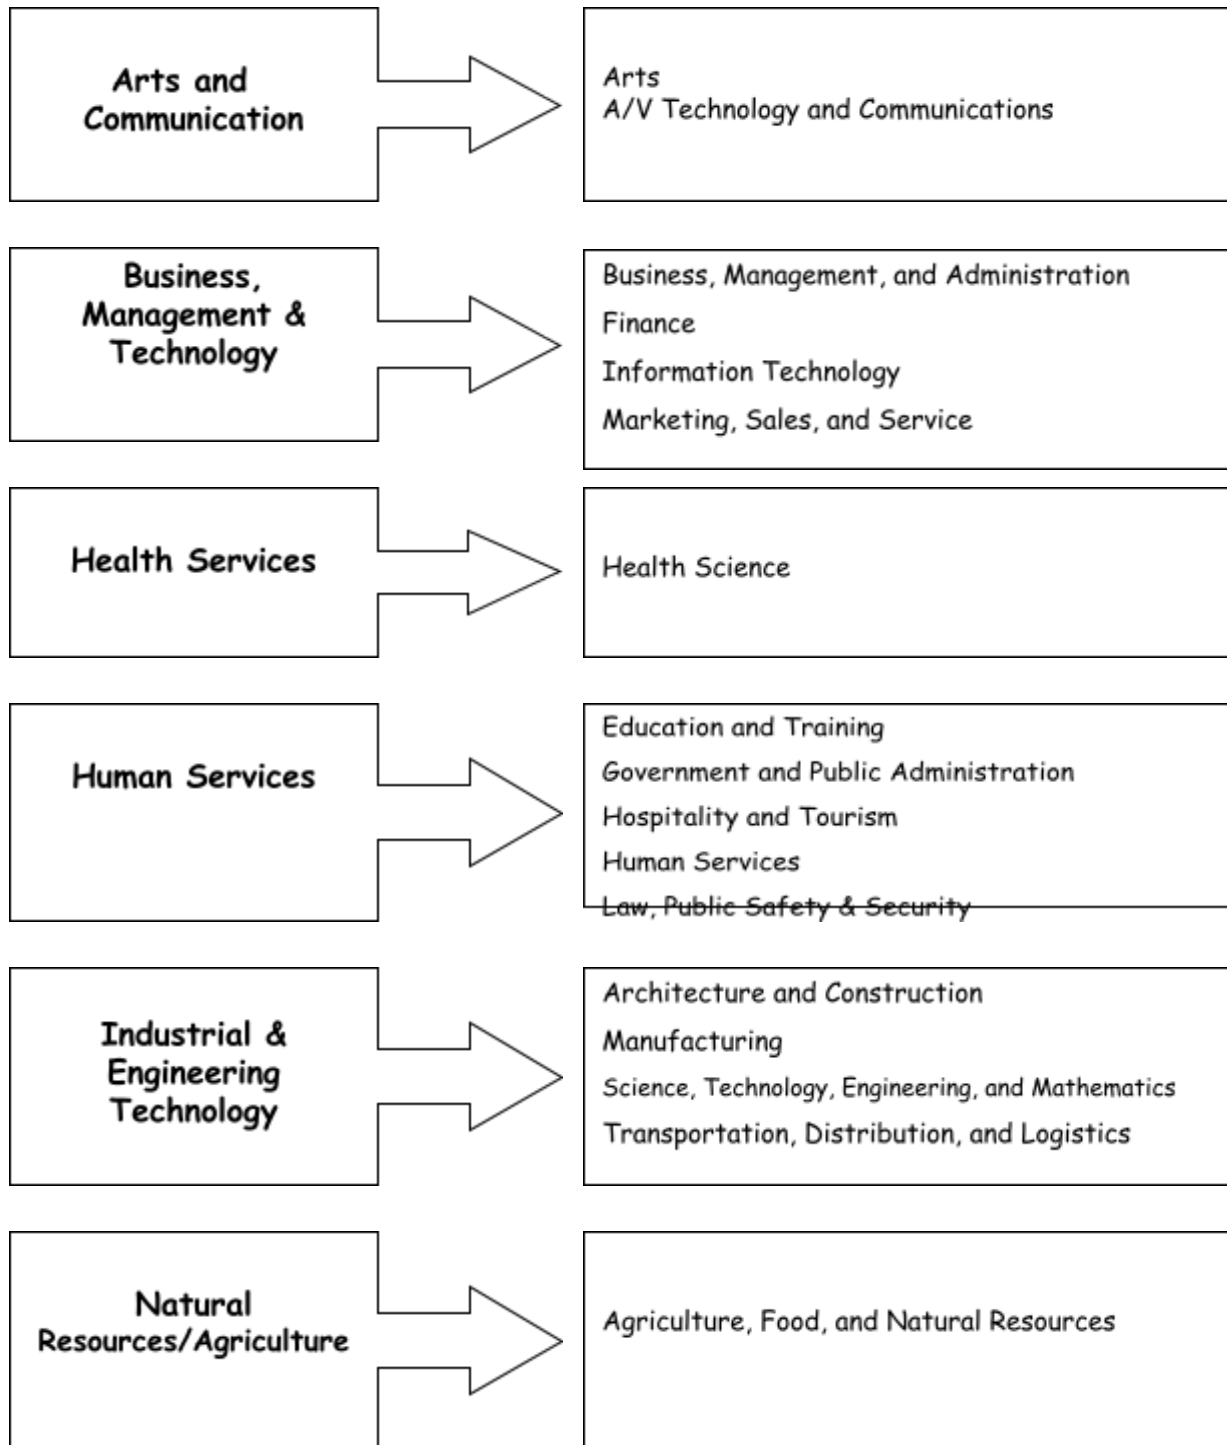 Arts and
Communication
Arts
A/V Technology and Communications
Business,
Management &
Technology
Business, Management, and Administration
Finance
Information Technology
Marketing, Sales, and Service
Health Services
Health Science
Human Services
Education and Training
Government and Public Administration
Hospitality and Tourism
Human Services
Law, Public Safety & Security
Industrial &
Engineering
Technology
Architecture and Construction
Manufacturing
Science, Technology, Engineering, and Mathematics
Transportation, Distribution, and Logistics
Natural
Resources/Agriculture
Agriculture, Food, and Natural Resources